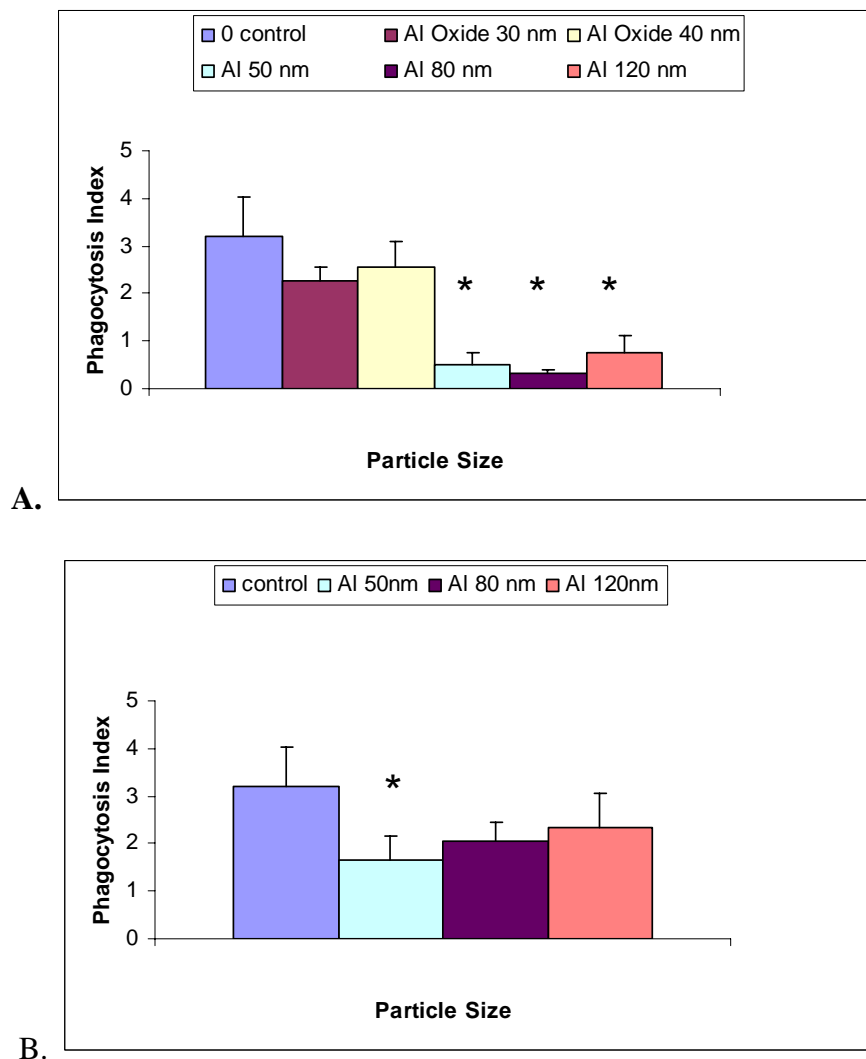 0 control Al Oxide 30 nm Al Oxide 40 nm
Al 50 nm Al 80 nm Al 120 nm
5
4
3
2
1
0
* * *
Phagocytosis Index
Particle Size
A.
control Al 50nm Al 80 nm Al 120nm
5
4
3
2
1
0
*
Phagocytosis Index
Particle Size
B.